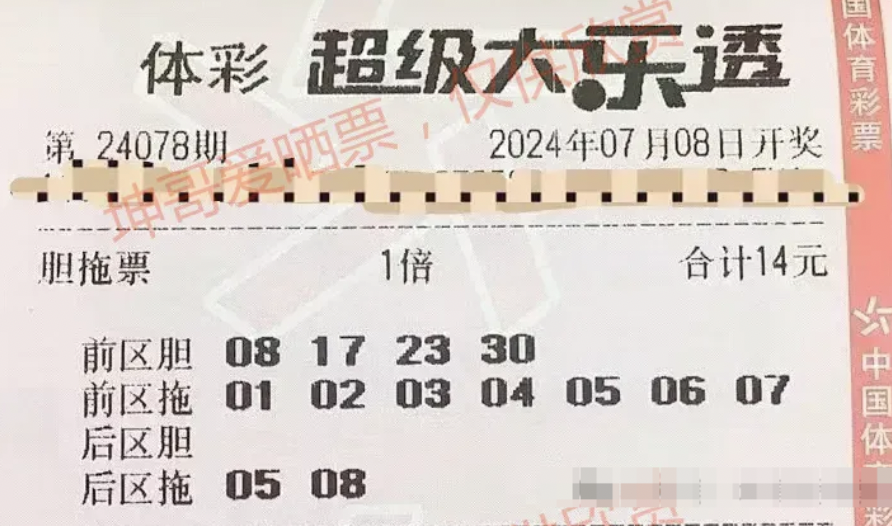 体彩 超级大乐透
第 24078期 2024年07月08日开奖
胆拖票 1倍 合计14元
前区胆 08 17 23 30
前区拖 01 02 03 04 05 06 07
后区胆
后区拖 05 08
坤哥爱晒票，仅供欣赏
国体育彩票
中国体
彩